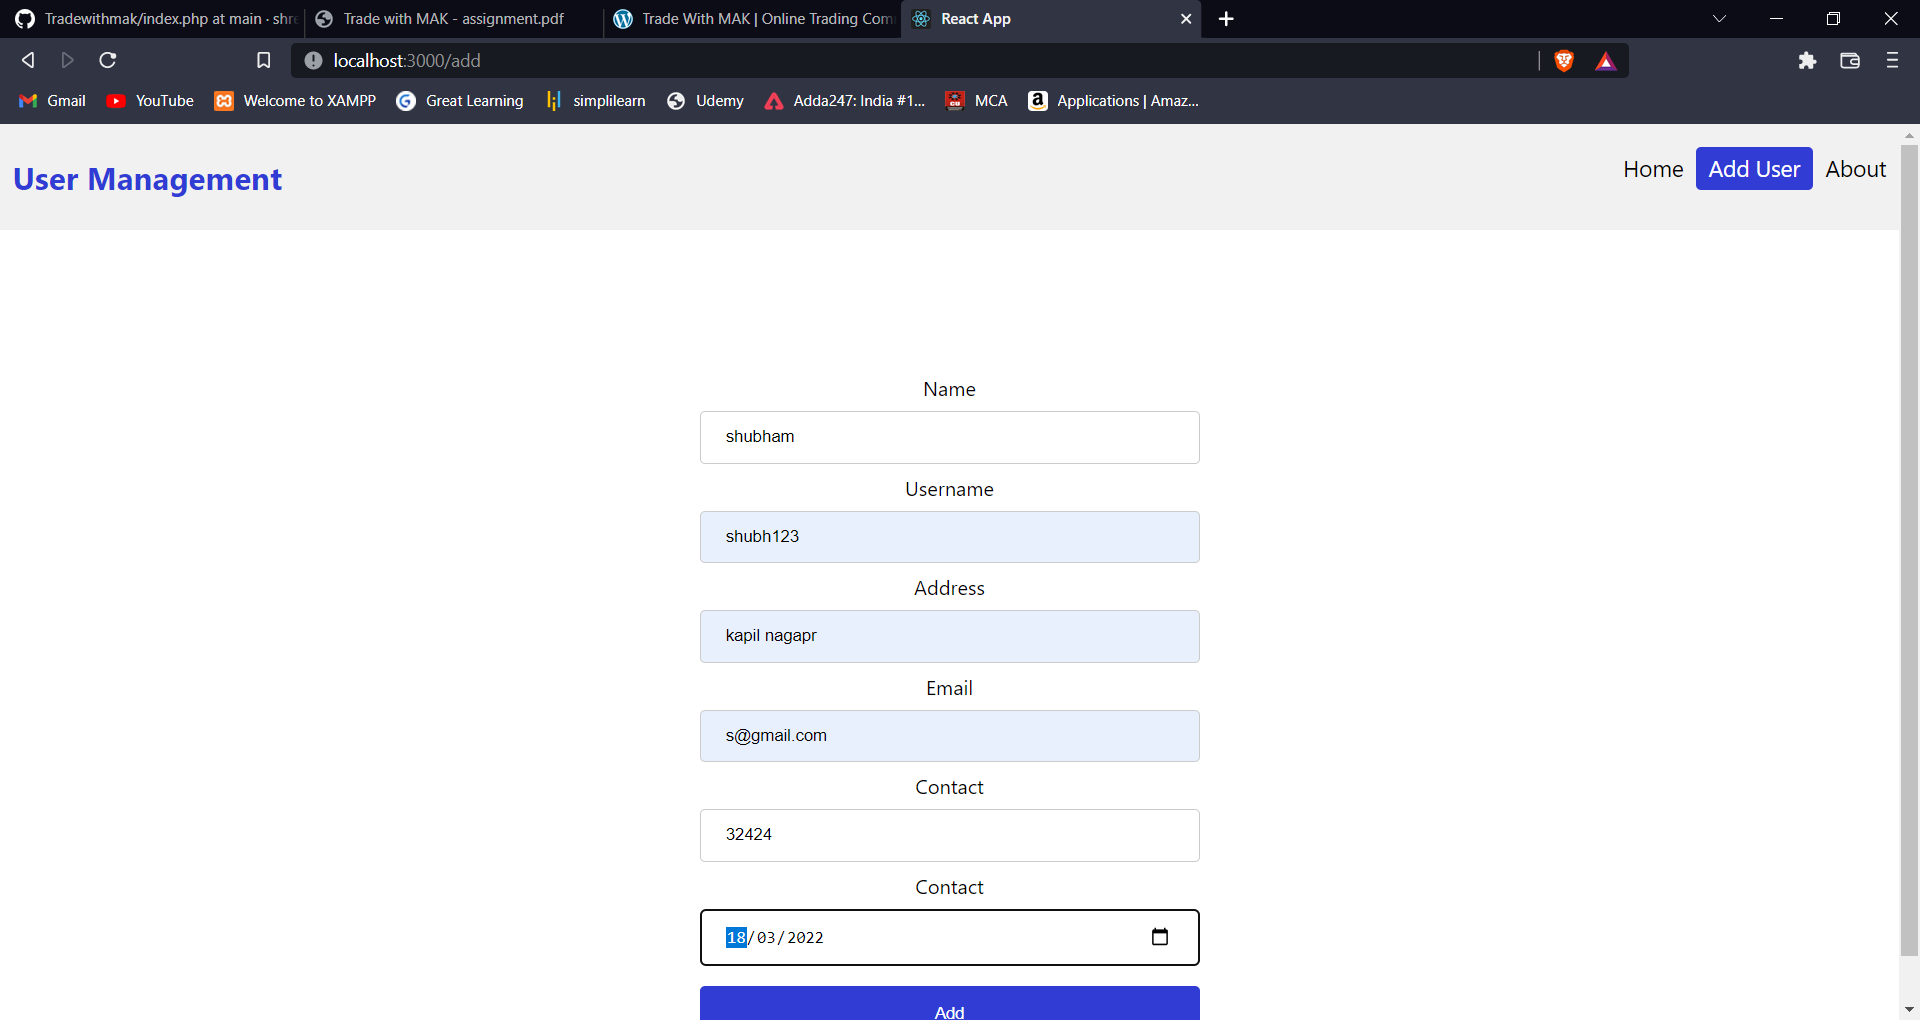 Tradewithmak/index.php at main · shre
Trade with MAK - assignment.pdf
Trade With MAK | Online Trading Com
React App
localhost:3000/add
Gmail
YouTube
Welcome to XAMPP
Great Learning
simplilearn
Udemy
Adda247: India #1...
MCA
Applications | Amaz...
User Management
Home
Add User
About
Name
shubham
Username
shubh123
Address
kapil nagapr
Email
s@gmail.com
Contact
32424
Contact
18/03/2022
Add